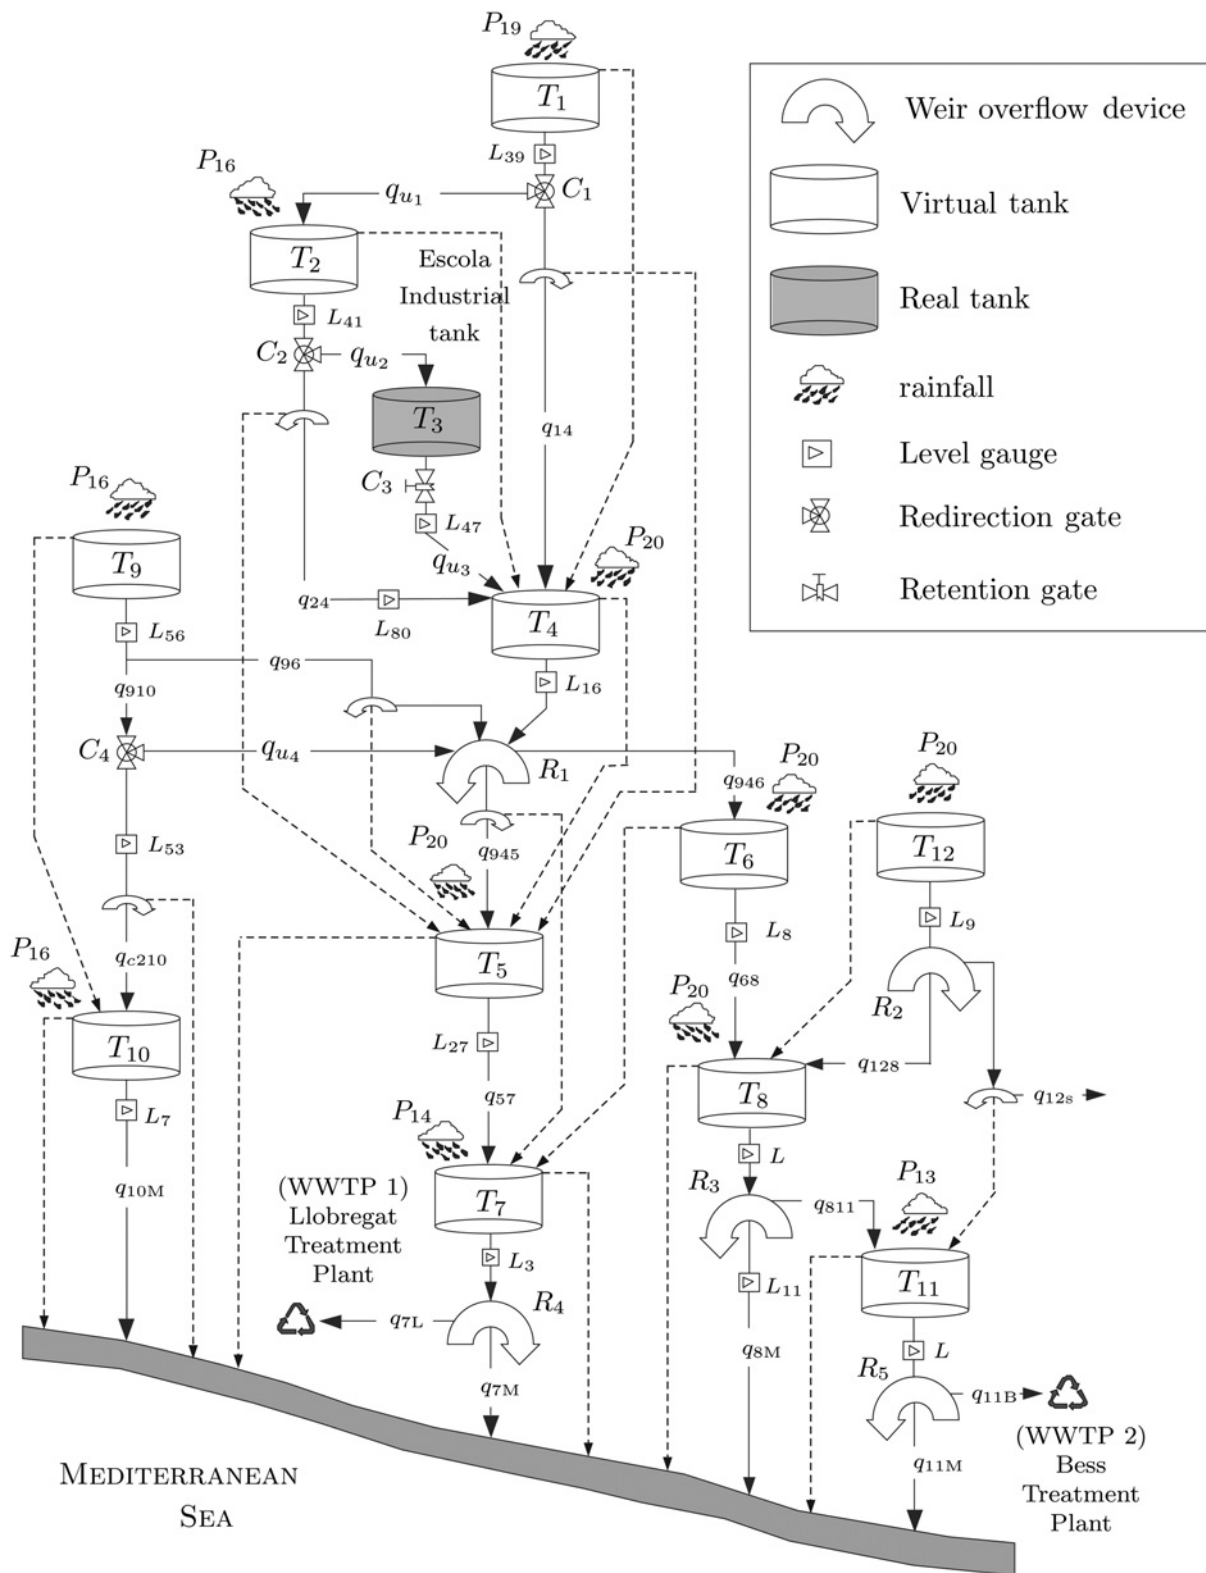 P19
T1
Weir overflow device
L39
P16
qu1
C1
Virtual tank
T2
Escola
Industrial
tank
Real tank
L41
C2
qu2
rainfall
T3
q14
Level gauge
P16
C3
Redirection gate
L47
P20
T9
qu3
Retention gate
q24
L80
T4
L56
q96
L16
q910
C4
qu4
R1
P20
P20
q946
L53
P20
q945
T6
T12
P16
qc210
T5
L8
L9
q68
P20
R2
T10
L27
q128
T8
q12s
L7
q57
P14
L
P13
q10M
(WWTP 1)
Llobregat
Treatment
Plant
T7
R3
q811
L3
L11
T11
R4
q7L
q8M
L
R5
q7M
q11B
(WWTP 2)
Bess
Treatment
Plant
q11M
MEDITERRANEAN
SEA